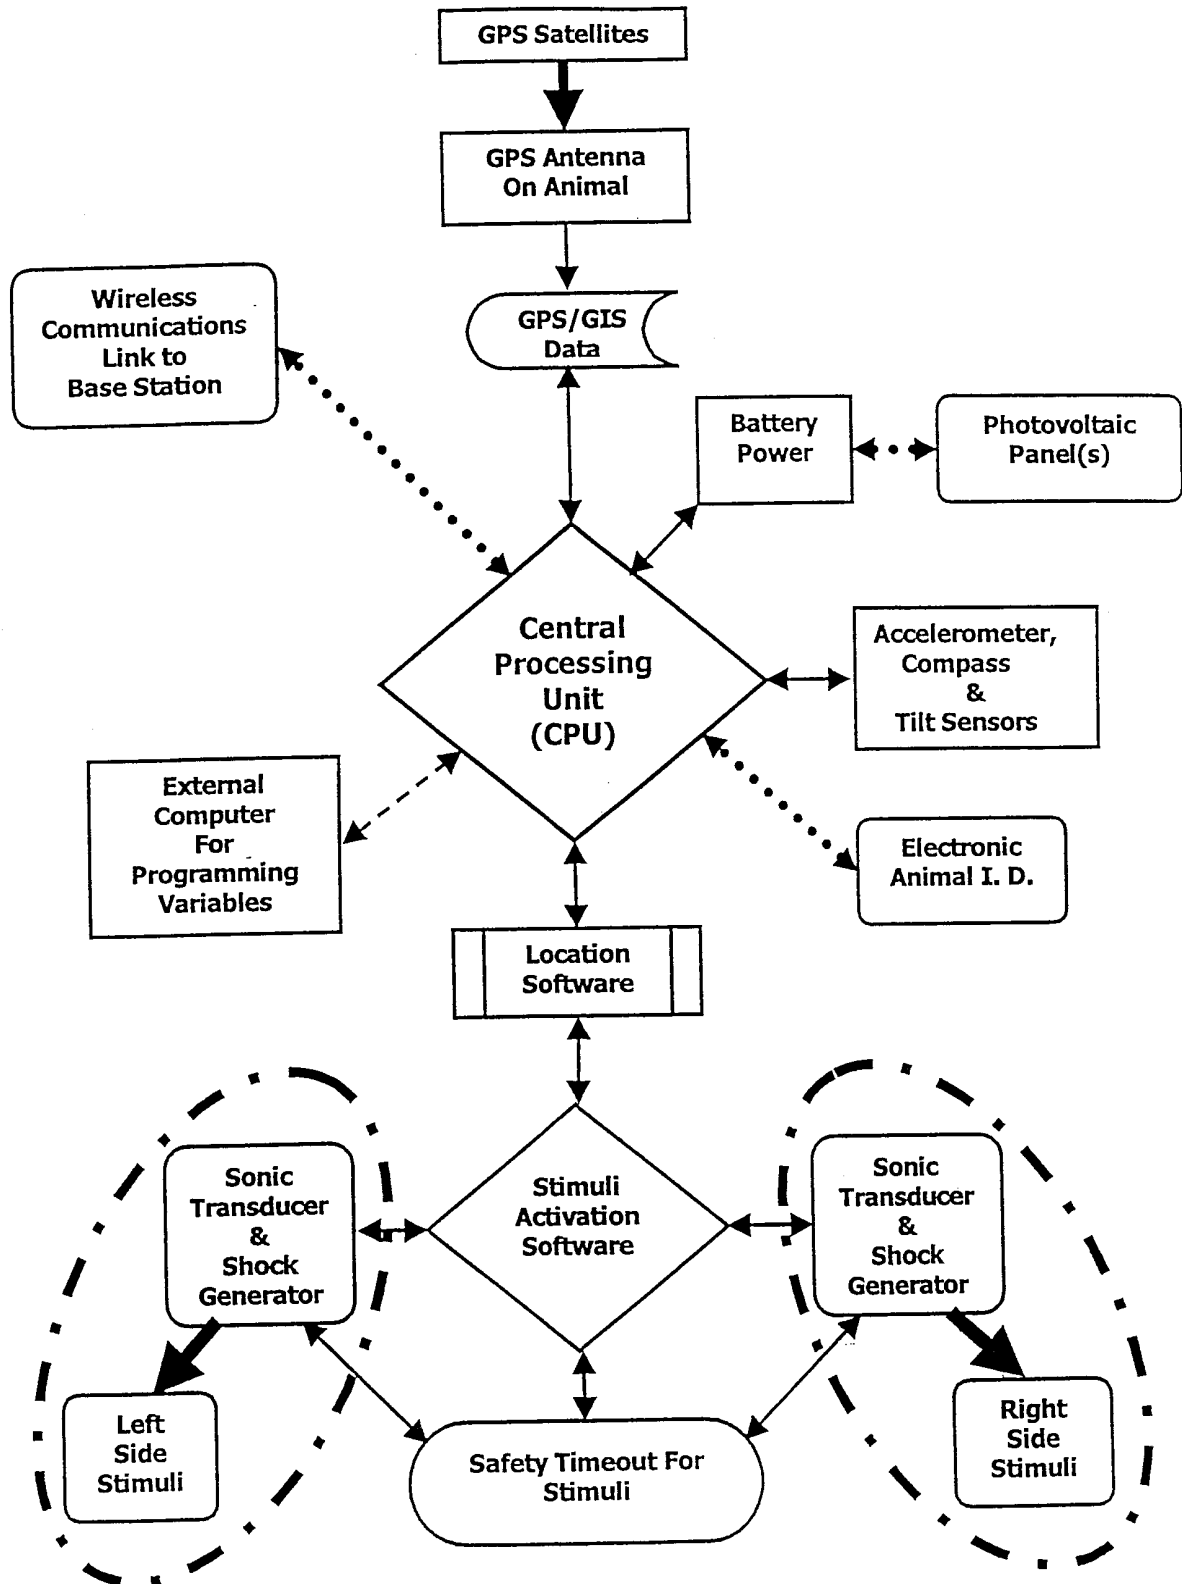 GPS Satellites
GPS Antenna
On Animal
GPS/GIS
Data
Wireless
Communications
Link to
Base Station
Battery
Power
Photovoltaic
Panel(s)
Central
Processing
Unit
(CPU)
Accelerometer,
Compass
&
Tilt Sensors
External
Computer
For
Programming
Variables
Electronic
Animal I. D.
Location
Software
Sonic
Transducer
&
Shock
Generator
Stimuli
Activation
Software
Sonic
Transducer
&
Shock
Generator
Left
Side
Stimuli
Safety Timeout For
Stimuli
Right
Side
Stimuli